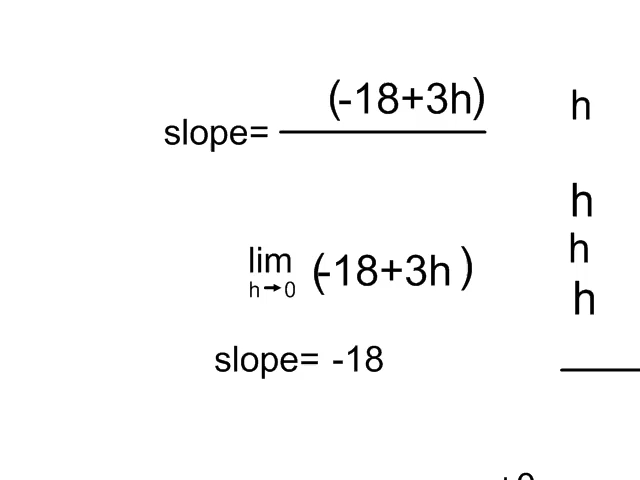 (-18+3h) h
slope=
h
h
lim (-18+3h )
h→0
h
slope= -18